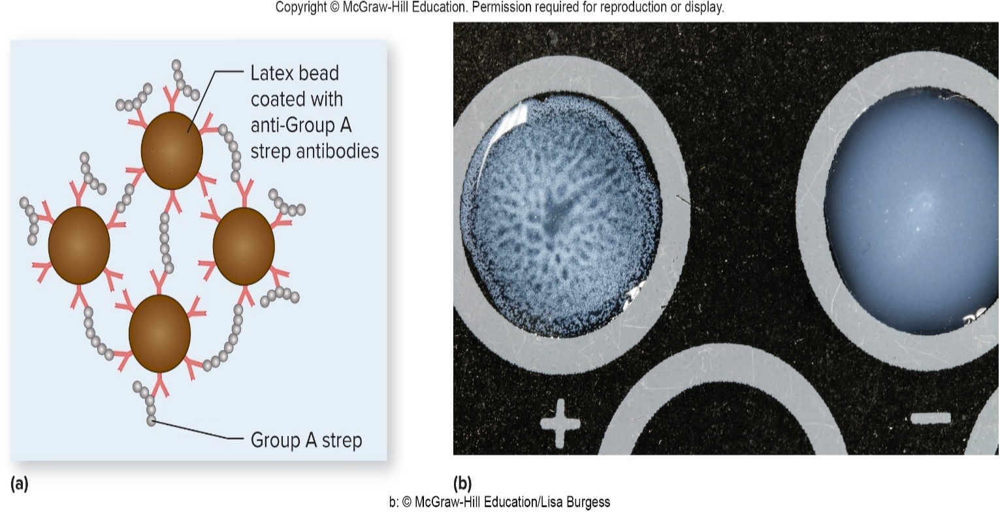 Copyright © McGraw-Hill Education. Permission required for reproduction or display.
Latex bead
coated with
anti-Group A
strep antibodies
Group A strep
+
−
(a)
(b)
b: © McGraw-Hill Education/Lisa Burgess